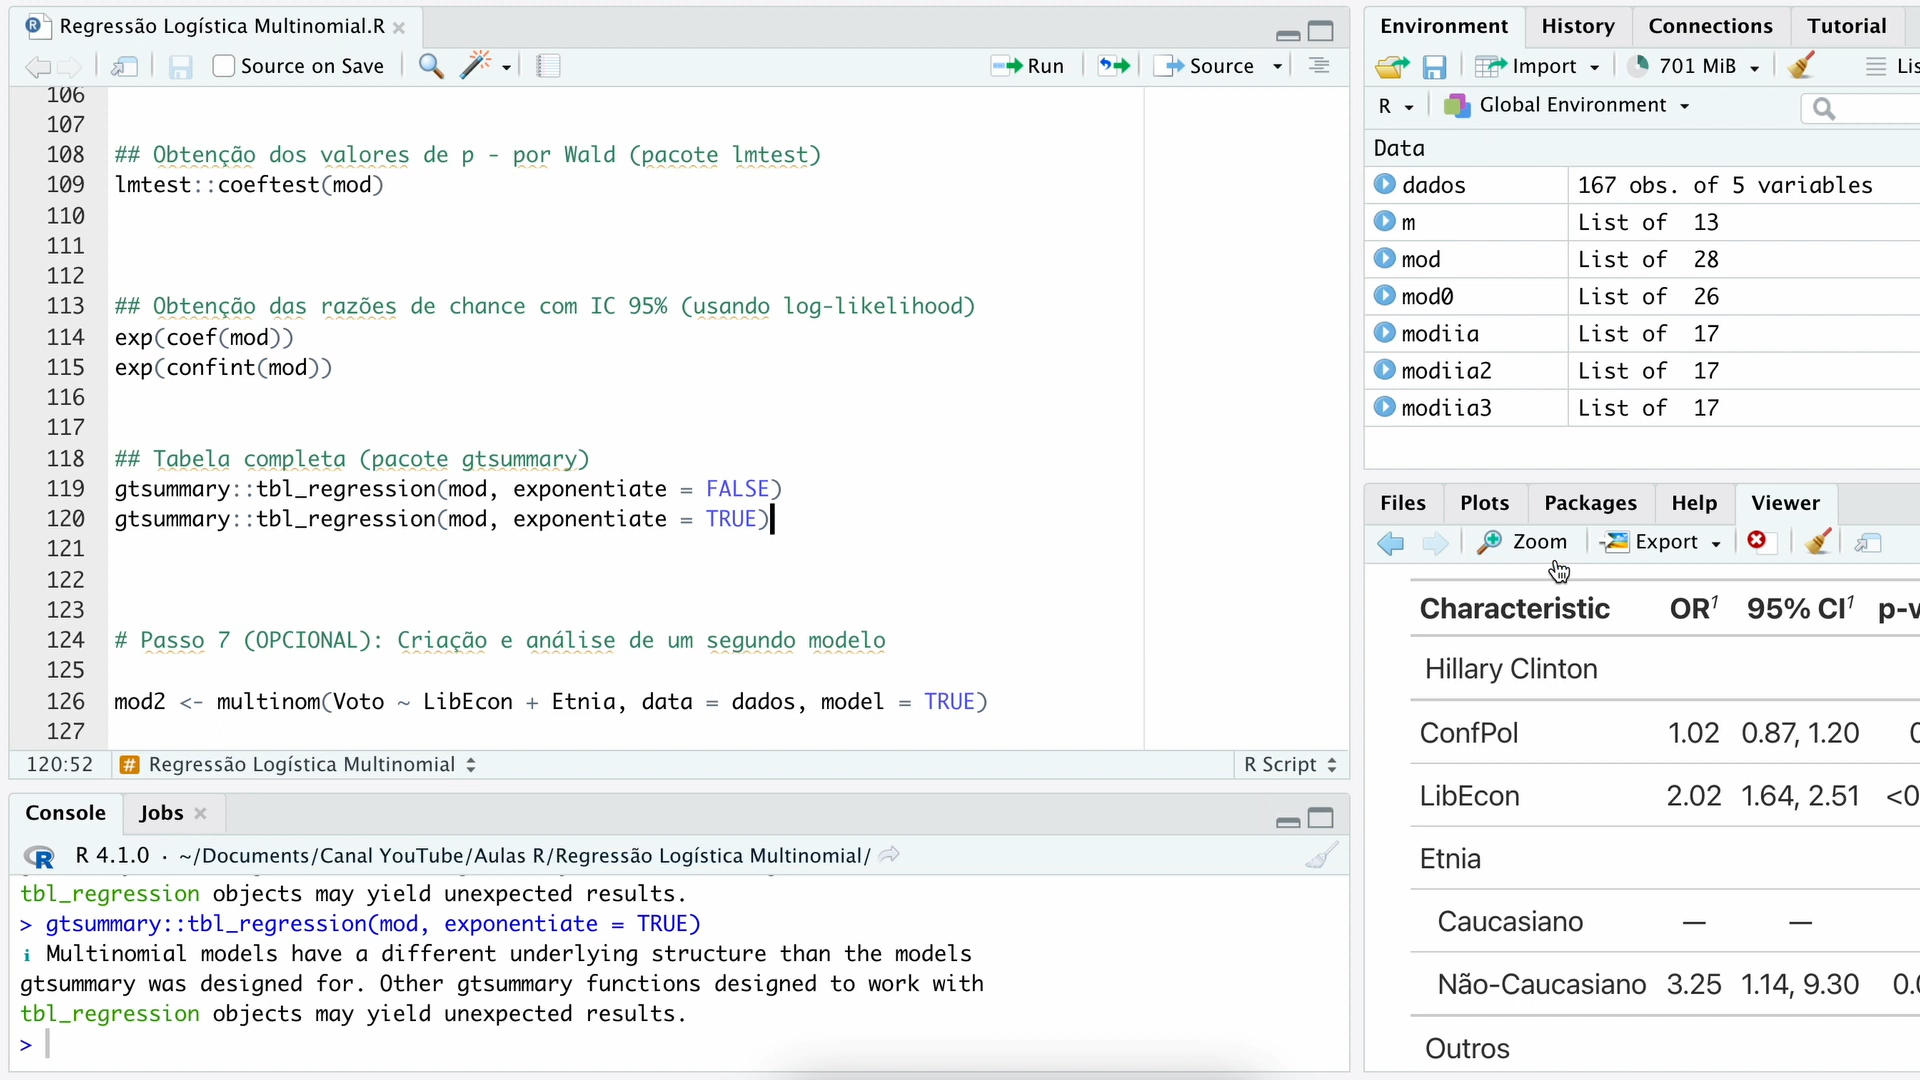 Regressão Logística Multinomial.R
Source on Save
Run
Source
106
107
108 ## Obtenção dos valores de p - por Wald (pacote lmtest)
109 lmtest::coeftest(mod)
110
111
112
113 ## Obtenção das razões de chance com IC 95% (usando log-likelihood)
114 exp(coef(mod))
115 exp(confint(mod))
116
117
118 ## Tabela completa (pacote gtsummary)
119 gtsummary::tbl_regression(mod, exponentiate = FALSE)
120 gtsummary::tbl_regression(mod, exponentiate = TRUE)
121
122
123
124 # Passo 7 (OPCIONAL): Criação e análise de um segundo modelo
125
126 mod2 <- multinom(Voto ~ LibEcon + Etnia, data = dados, model = TRUE)
127
120:52 # Regressão Logística Multinomial R Script
Console Jobs
R 4.1.0 · ~/Documents/Canal YouTube/Aulas R/Regressão Logística Multinomial/
tbl_regression objects may yield unexpected results.
> gtsummary::tbl_regression(mod, exponentiate = TRUE)
i Multinomial models have a different underlying structure than the models
gtsummary was designed for. Other gtsummary functions designed to work with
tbl_regression objects may yield unexpected results.
>
Environment History Connections Tutorial
Import 701 MiB Lis
R Global Environment
Data
dados 167 obs. of 5 variables
m List of 13
mod List of 28
mod0 List of 26
modiia List of 17
modiia2 List of 17
modiia3 List of 17
Files Plots Packages Help Viewer
Zoom Export
Characteristic OR1 95% CI1 p-v
Hillary Clinton
ConfPol 1.02 0.87, 1.20 0
LibEcon 2.02 1.64, 2.51 <0
Etnia
Caucasiano — —
Não-Caucasiano 3.25 1.14, 9.30 0.0
Outros